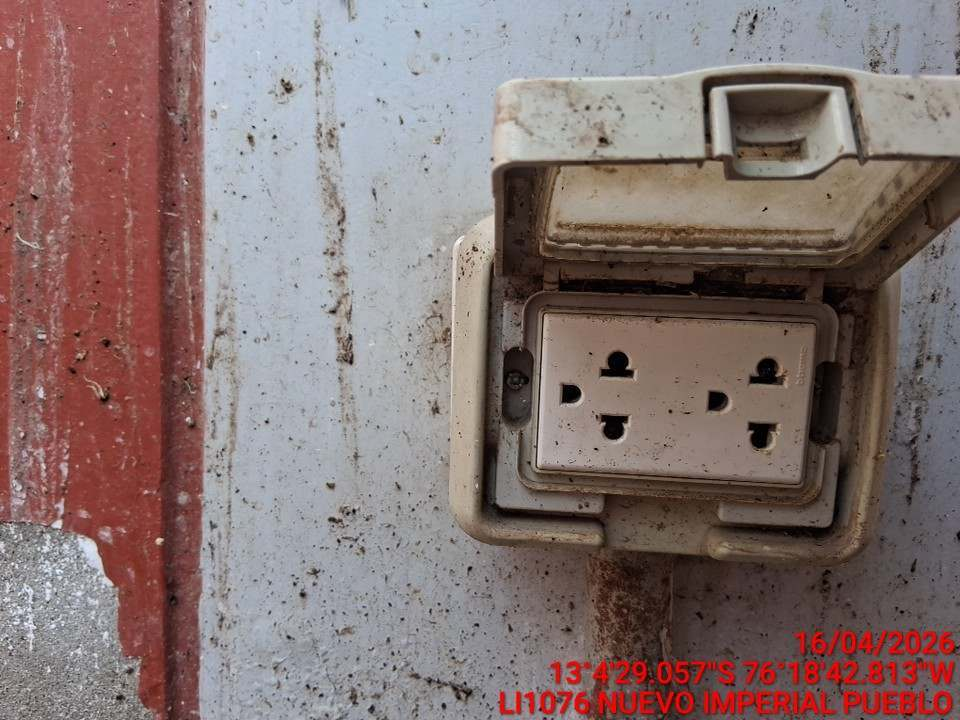 16/04/2026
13°4'29.057"S 76°18'42.813"W
LI1076 NUEVO IMPERIAL PUEBLO